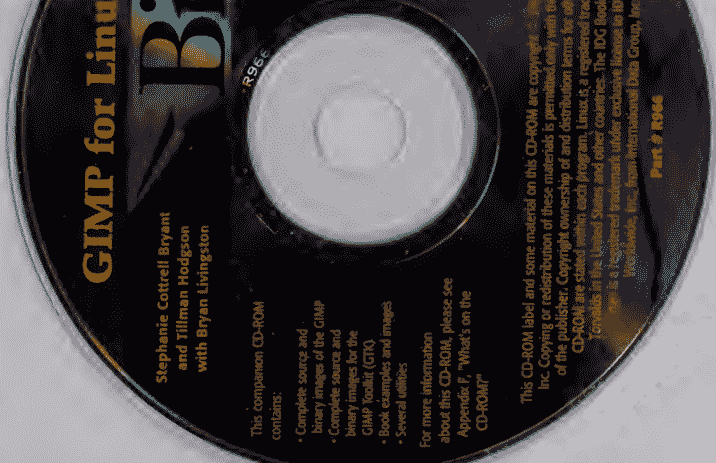 GIMP for Linu
Bi
R966
Stephanie Cottrell Bryant
and Tillman Hodgson
with Bryan Livingston
This companion CD-ROM
contains:
• Complete source and
binary images of the GIMP
• Complete source and
binary images for the
GIMP Toolkit (GTK)
• Book examples and images
• Several utilities
For more information
about this CD-ROM, please see
Appendix F, "What's on the
CD-ROM?"
This CD-ROM label and some material on this CD-ROM are copyright
Inc. Copying or redistribution of these materials is permitted only with
of the publisher. Copyright ownership of and distribution terms for
CD-ROM are stated within each program. Linux is a registered
Torvalds in the United States and other countries. The IDG Book
is a registered trademark under exclusive license to
Worldwide, Inc., from International Data Group, Inc
Part # R966